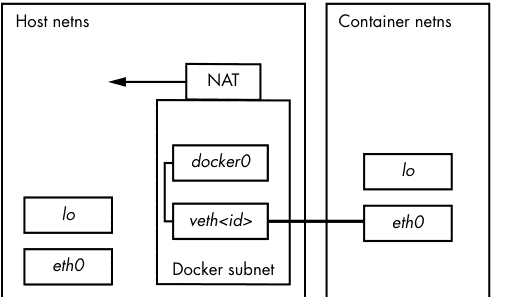 Host netns
Container netns
NAT
docker0
lo
lo
veth<id>
eth0
eth0
Docker subnet